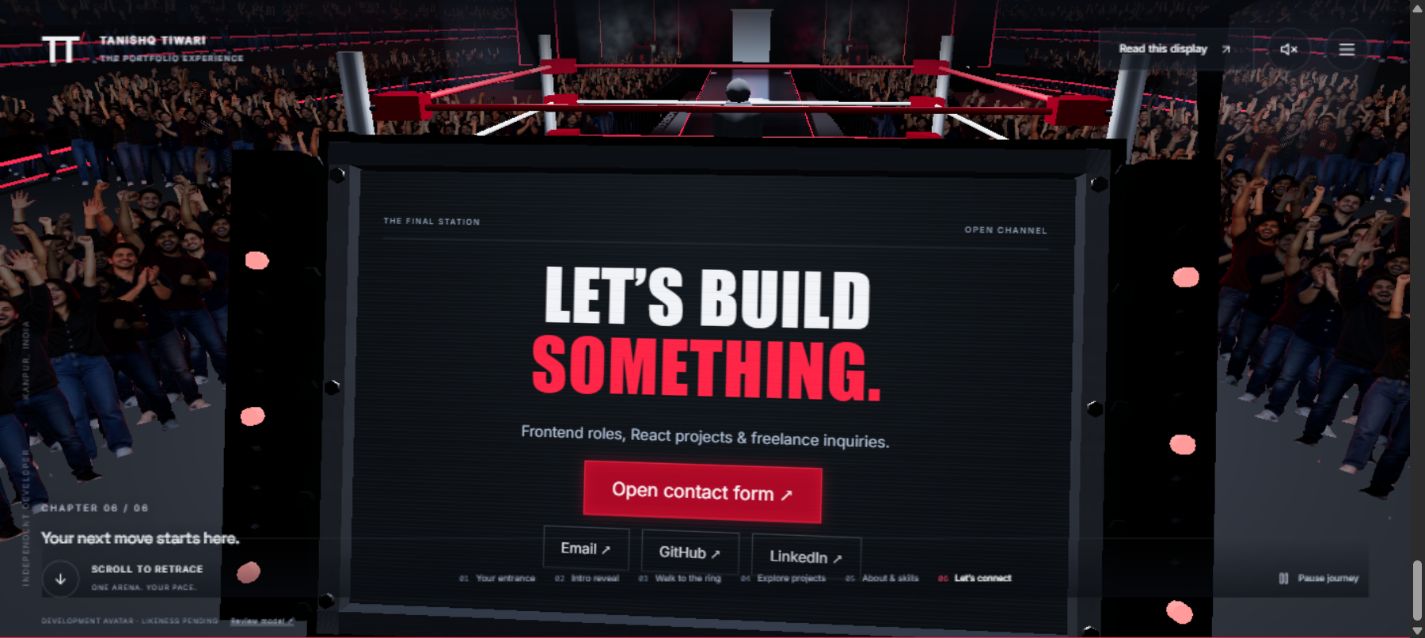 TANISHQ TIWARI
THE PORTFOLIO EXPERIENCE
Read this display ↗
THE FINAL STATION
OPEN CHANNEL
LET'S BUILD
SOMETHING.
Frontend roles, React projects & freelance inquiries.
Open contact form ↗
Email ↗
GitHub ↗
LinkedIn ↗
INDEPENDENT DEVELOPER
KANPUR, INDIA
CHAPTER 06 / 06
Your next move starts here.
SCROLL TO RETRACE
ONE ARENA. YOUR PACE.
01 Your entrance
02 Intro reveal
03 Walk to the ring
04 Explore projects
05 About & skills
06 Let's connect
Pause journey
DEVELOPMENT AVATAR · LIKENESS PENDING
Review model ↗